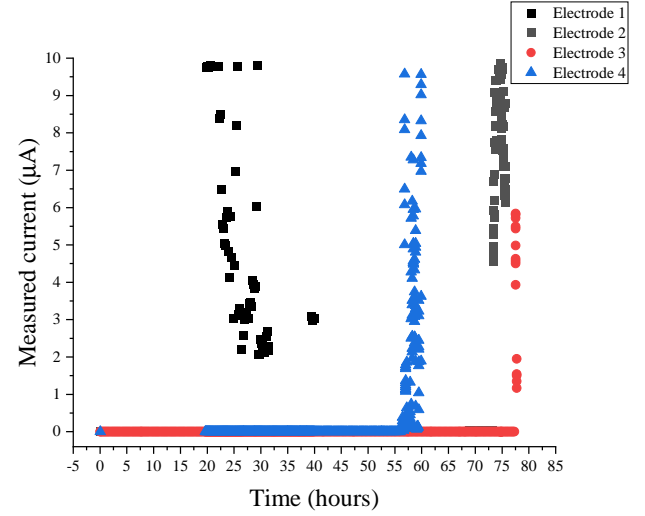 Electrode 1
Electrode 2
Electrode 3
Electrode 4
10
9
8
7
6
5
4
3
2
1
0
Measured current (μA)
-5 0 5 10 15 20 25 30 35 40 45 50 55 60 65 70 75 80 85
Time (hours)